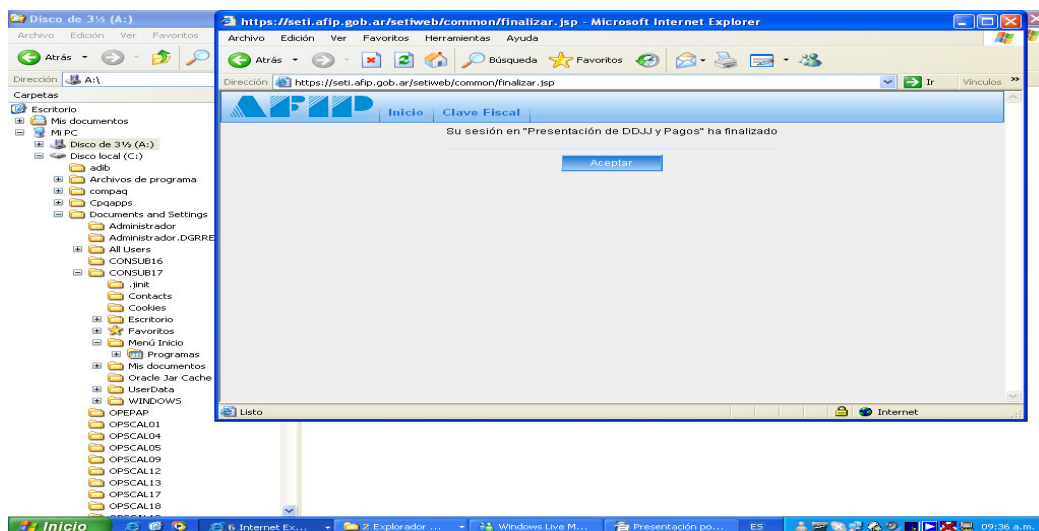 Disco de 3½ (A:)
Archivo Edición Ver Favoritos
Atrás
Dirección A:\
Carpetas
Escritorio
Mis documentos
Mi PC
Disco de 3½ (A:)
Disco local (C:)
adib
Archivos de programa
compaq
Cpqapps
Documents and Settings
Administrador
Administrador.DGRRE
All Users
CONSUB16
CONSUB17
.jinit
Contacts
Cookies
Escritorio
Favoritos
Menú Inicio
Programas
Mis documentos
Oracle Jar Cache
UserData
WINDOWS
OPEPAP
OPSCAL01
OPSCAL04
OPSCAL05
OPSCAL09
OPSCAL12
OPSCAL13
OPSCAL17
OPSCAL18
https://seti.afip.gob.ar/setiweb/common/finalizar.jsp - Microsoft Internet Explorer
Archivo Edición Ver Favoritos Herramientas Ayuda
Atrás Búsqueda Favoritos
Dirección https://seti.afip.gob.ar/setiweb/common/finalizar.jsp Ir Vínculos »
AFIP Inicio Clave Fiscal
Su sesión en "Presentación de DDJJ y Pagos" ha finalizado
Aceptar
Listo Internet
Inicio 6 Internet Ex... 2 Explorador ... Windows Live M... Presentación po... ES 09:36 a.m.